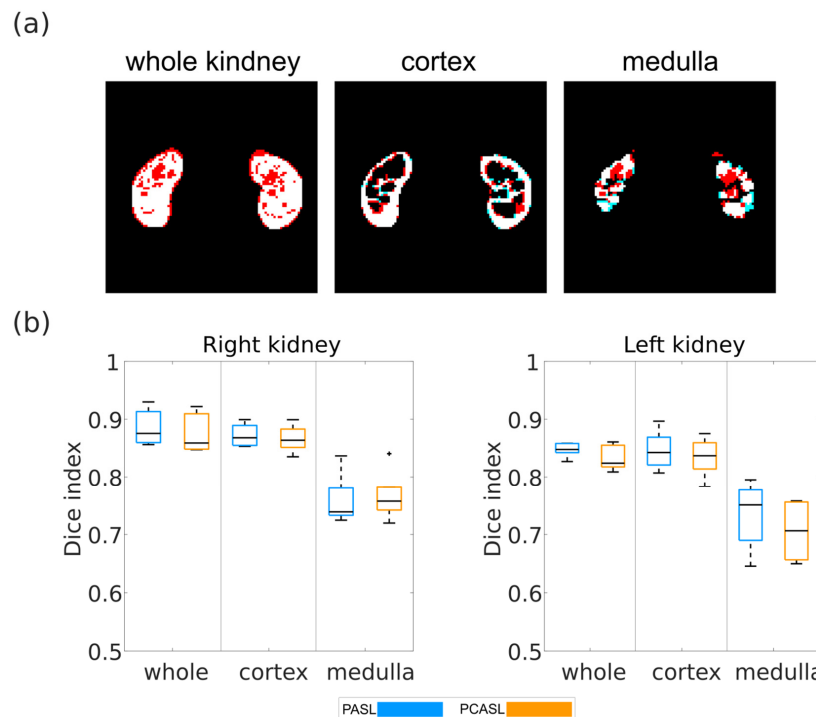 (a)
whole kindney cortex medulla
(b)
Right kidney
Left kidney
1 1
0.9 0.9
0.8 0.8
0.7 0.7
0.6 0.6
0.5 0.5
Dice index
Dice index
whole cortex medulla
whole cortex medulla
PASL PCASL